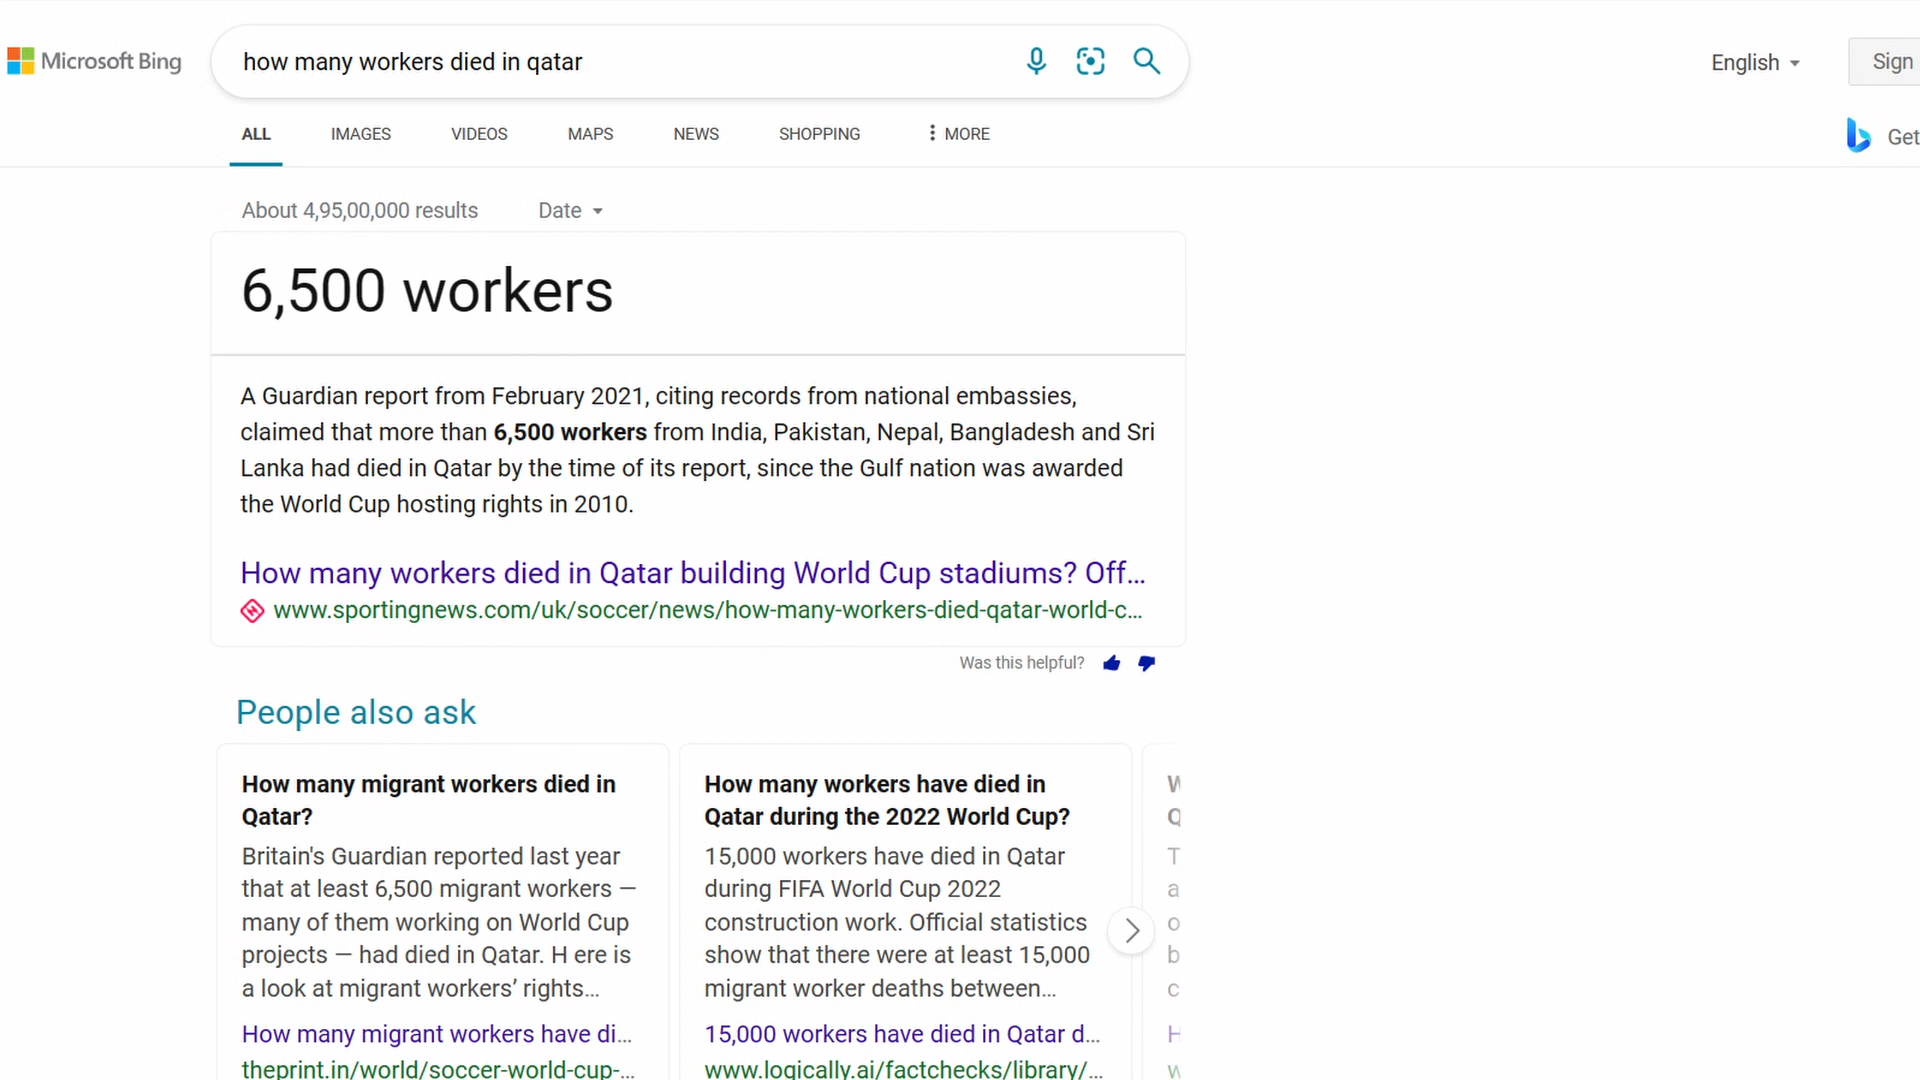 Microsoft Bing
how many workers died in qatar
English
Sign
ALL IMAGES VIDEOS MAPS NEWS SHOPPING MORE
Get
About 4,95,00,000 results Date
6,500 workers
A Guardian report from February 2021, citing records from national embassies,
claimed that more than 6,500 workers from India, Pakistan, Nepal, Bangladesh and Sri
Lanka had died in Qatar by the time of its report, since the Gulf nation was awarded
the World Cup hosting rights in 2010.
How many workers died in Qatar building World Cup stadiums? Off...
www.sportingnews.com/uk/soccer/news/how-many-workers-died-qatar-world-c...
Was this helpful?
People also ask
How many migrant workers died in
Qatar?
Britain's Guardian reported last year
that at least 6,500 migrant workers —
many of them working on World Cup
projects — had died in Qatar. H ere is
a look at migrant workers’ rights...
How many migrant workers have di...
theprint.in/world/soccer-world-cup-...
How many workers have died in
Qatar during the 2022 World Cup?
15,000 workers have died in Qatar
during FIFA World Cup 2022
construction work. Official statistics
show that there were at least 15,000
migrant worker deaths between...
15,000 workers have died in Qatar d...
www.logically.ai/factchecks/library/...